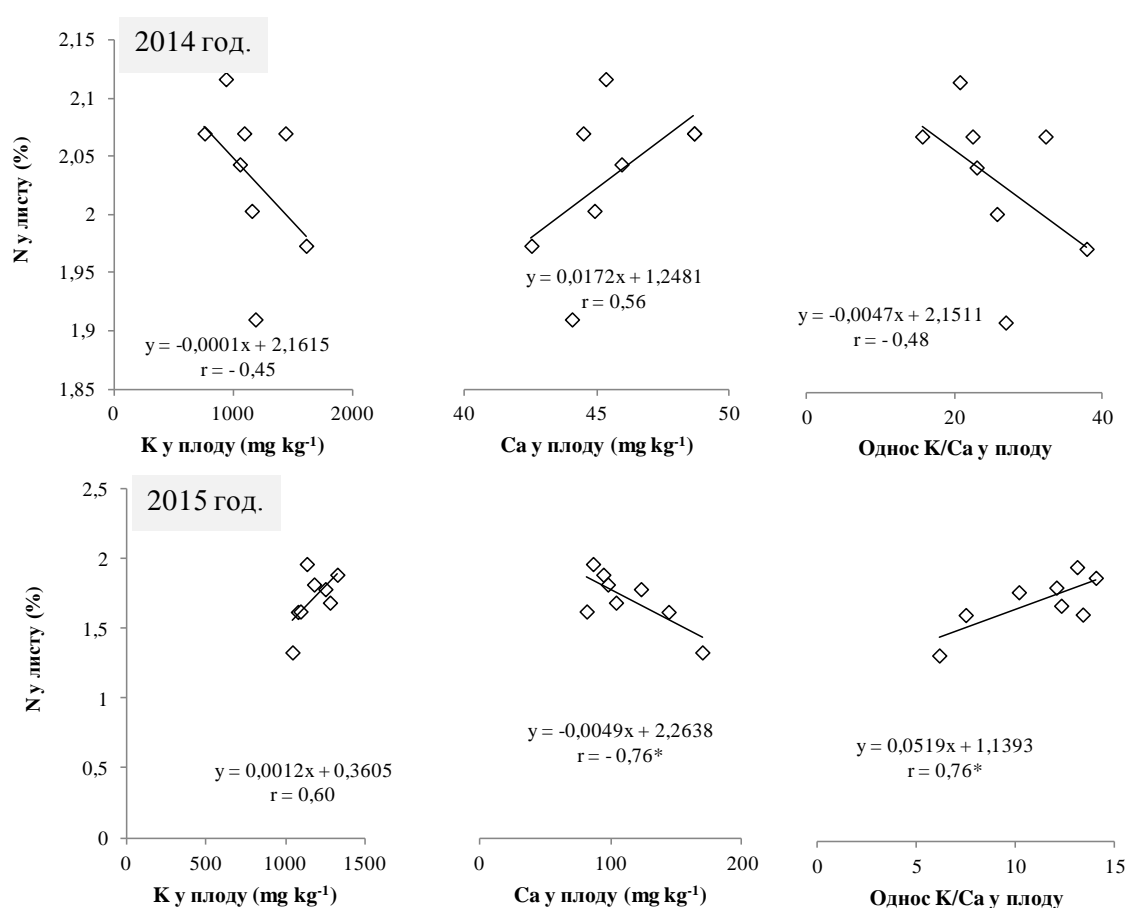 2014 год.
2,15
2,1
2,05
2
1,95
1,9
1,85
N у листу (%)
y = -0,0001x + 2,1615
r = - 0,45
0 1000 2000
K у плоду (mg kg-1)
y = 0,0172x + 1,2481
r = 0,56
40 45 50
Ca у плоду (mg kg-1)
y = -0,0047x + 2,1511
r = - 0,48
0 20 40
Однос K/Ca у плоду
2015 год.
2,5
2
1,5
1
0,5
0
N у листу (%)
y = 0,0012x + 0,3605
r = 0,60
0 500 1000 1500
K у плоду (mg kg-1)
y = -0,0049x + 2,2638
r = - 0,76*
0 100 200
Ca у плоду (mg kg-1)
y = 0,0519x + 1,1393
r = 0,76*
0 5 10 15
Однос K/Ca у плоду